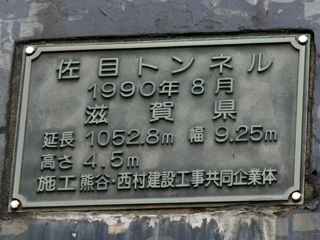 佐目トンネル
1990年8月
滋賀県
延長 1052.8m 幅 9.25m
高さ 4.5m
施工 熊谷・西村建設工事共同企業体